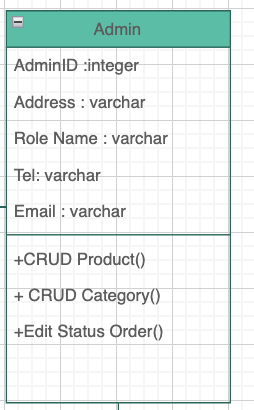 Admin
AdminID :integer
Address : varchar
Role Name : varchar
Tel: varchar
Email : varchar
+CRUD Product()
+ CRUD Category()
+Edit Status Order()